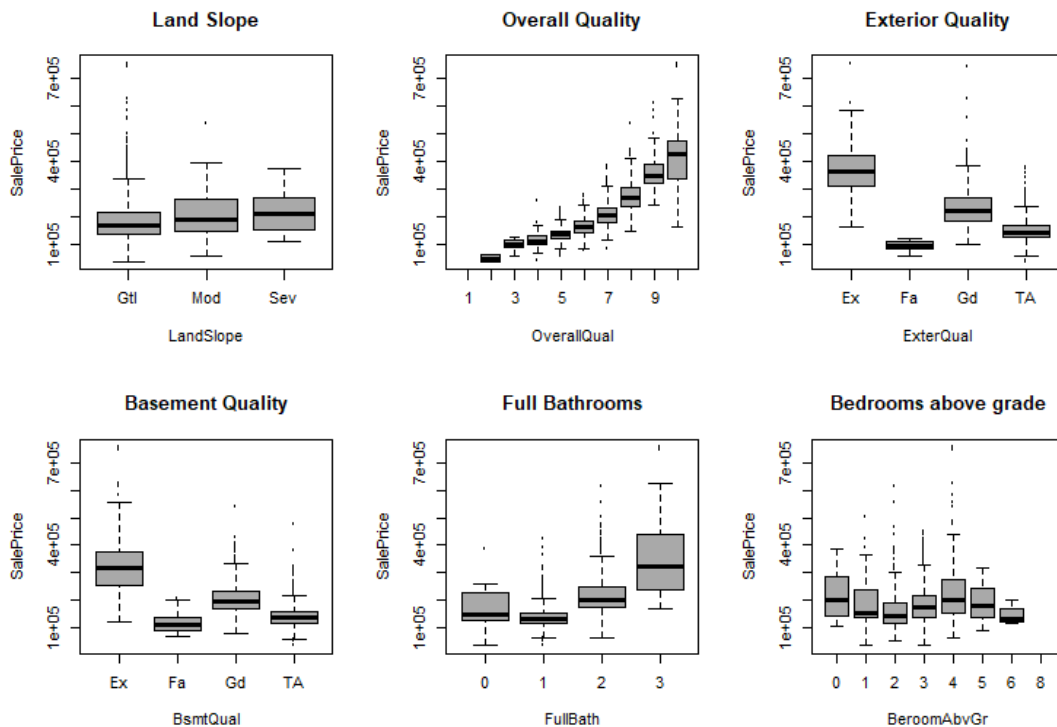 Land Slope
SalePrice
1e+05 4e+05 7e+05
Gtl Mod Sev
LandSlope
Overall Quality
SalePrice
1e+05 4e+05 7e+05
1 3 5 7 9
OverallQual
Exterior Quality
SalePrice
1e+05 4e+05 7e+05
Ex Fa Gd TA
ExterQual
Basement Quality
SalePrice
1e+05 4e+05 7e+05
Ex Fa Gd TA
BsmtQual
Full Bathrooms
SalePrice
1e+05 4e+05 7e+05
0 1 2 3
FullBath
Bedrooms above grade
SalePrice
1e+05 4e+05 7e+05
0 1 2 3 4 5 6 8
BeroomAbvGr